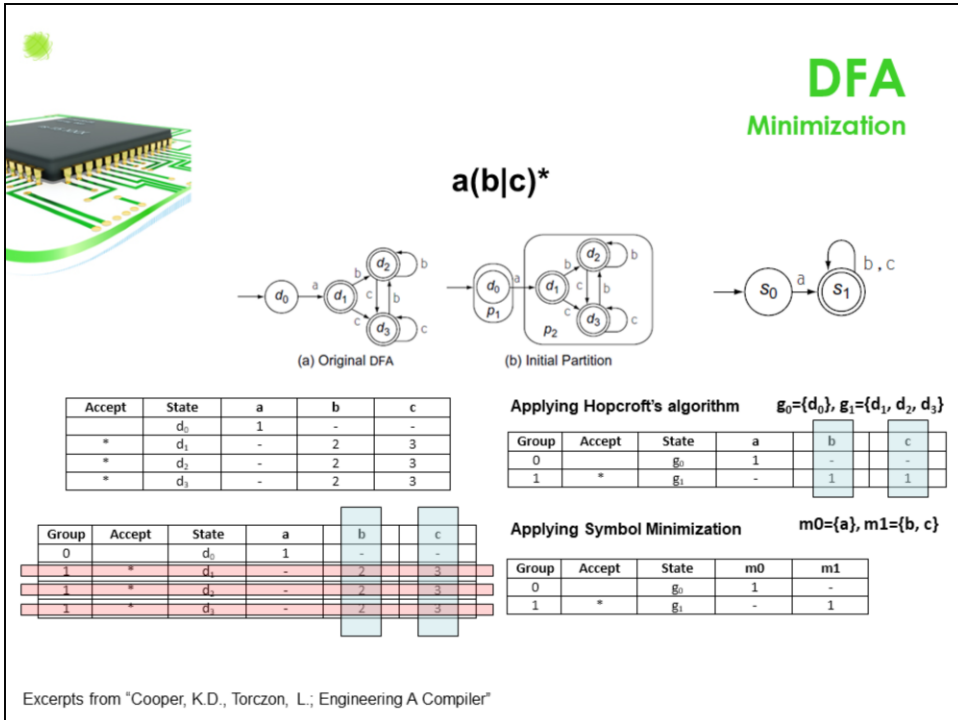 DFA
Minimization
a(b|c)*
d0 a d1 b c d2 b c b d3 c
d0 p1 a d1 b c d2 b c b d3 c p2
S0 a S1 b,c
(a) Original DFA
(b) Initial Partition
Accept State a b c
d0 1 - -
* d1 - 2 3
* d2 - 2 3
* d3 - 2 3
Group Accept State a b c
0 d0 1 - -
1 * d1 - 2 3
1 * d2 - 2 3
1 * d3 - 2 3
Applying Hopcroft's algorithm g0={d0}, g1={d1, d2, d3}
Group Accept State a b c
0 g0 1 - -
1 * g1 - 1 1
Applying Symbol Minimization m0={a}, m1={b, c}
Group Accept State m0 m1
0 g0 1 -
1 * g1 - 1
Excerpts from "Cooper, K.D., Torczon, L.; Engineering A Compiler"